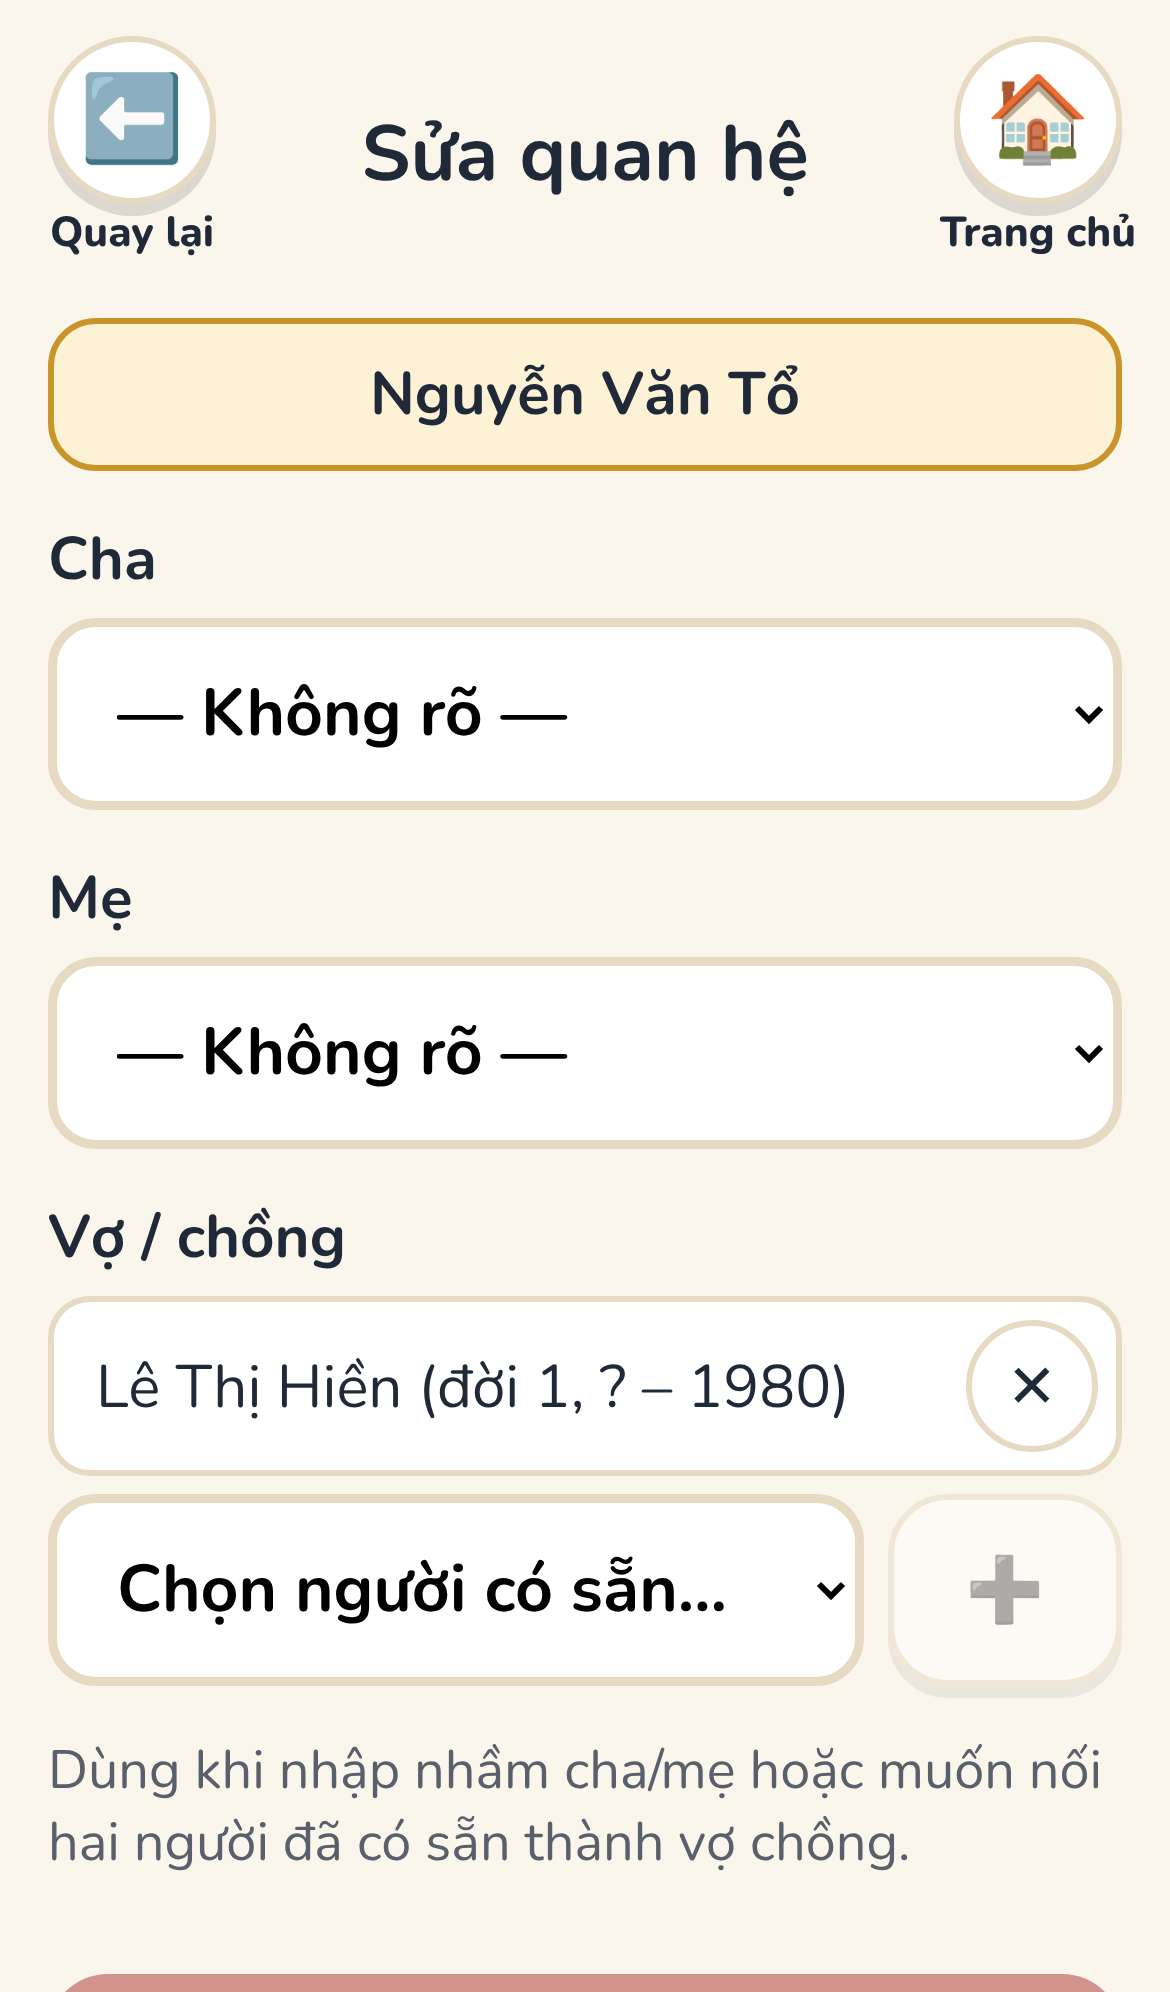 Sửa quan hệ
Quay lại
Trang chủ
Nguyễn Văn Tổ
Cha
— Không rõ —
Mẹ
— Không rõ —
Vợ / chồng
Lê Thị Hiền (đời 1, ? – 1980)
Chọn người có sẵn...
Dùng khi nhập nhầm cha/mẹ hoặc muốn nối
hai người đã có sẵn thành vợ chồng.